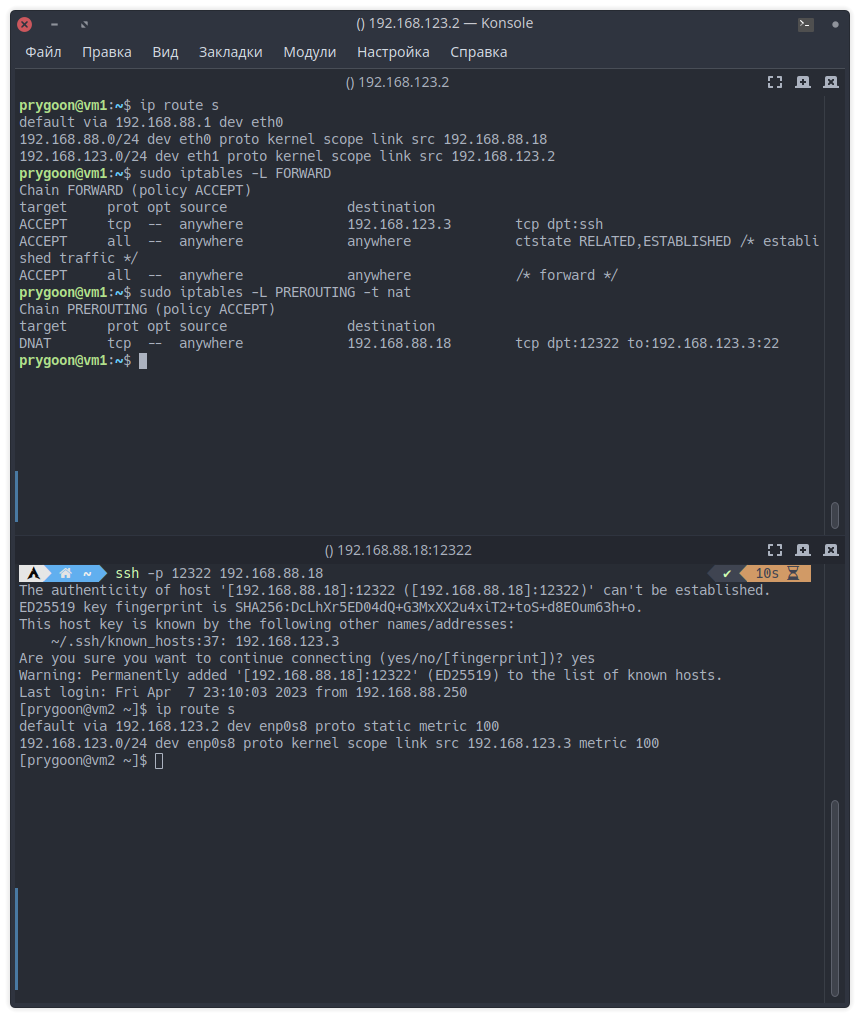 () 192.168.123.2 — Konsole
Файл Правка Вид Закладки Модули Настройка Справка
() 192.168.123.2
prygoon@vm1:~$ ip route s
default via 192.168.88.1 dev eth0
192.168.88.0/24 dev eth0 proto kernel scope link src 192.168.88.18
192.168.123.0/24 dev eth1 proto kernel scope link src 192.168.123.2
prygoon@vm1:~$ sudo iptables -L FORWARD
Chain FORWARD (policy ACCEPT)
target     prot opt source               destination
ACCEPT     tcp  --  anywhere             192.168.123.3        tcp dpt:ssh
ACCEPT     all  --  anywhere             anywhere             ctstate RELATED,ESTABLISHED /* establi
shed traffic */
ACCEPT     all  --  anywhere             anywhere             /* forward */
prygoon@vm1:~$ sudo iptables -L PREROUTING -t nat
Chain PREROUTING (policy ACCEPT)
target     prot opt source               destination
DNAT       tcp  --  anywhere             192.168.88.18        tcp dpt:12322 to:192.168.123.3:22
prygoon@vm1:~$
() 192.168.88.18:12322
~ ssh -p 12322 192.168.88.18 ✔ 10s
The authenticity of host '[192.168.88.18]:12322 ([192.168.88.18]:12322)' can't be established.
ED25519 key fingerprint is SHA256:DcLhXr5ED04dQ+G3MxXX2u4xiT2+toS+d8EOum63h+o.
This host key is known by the following other names/addresses:
    ~/.ssh/known_hosts:37: 192.168.123.3
Are you sure you want to continue connecting (yes/no/[fingerprint])? yes
Warning: Permanently added '[192.168.88.18]:12322' (ED25519) to the list of known hosts.
Last login: Fri Apr  7 23:10:03 2023 from 192.168.88.250
[prygoon@vm2 ~]$ ip route s
default via 192.168.123.2 dev enp0s8 proto static metric 100
192.168.123.0/24 dev enp0s8 proto kernel scope link src 192.168.123.3 metric 100
[prygoon@vm2 ~]$